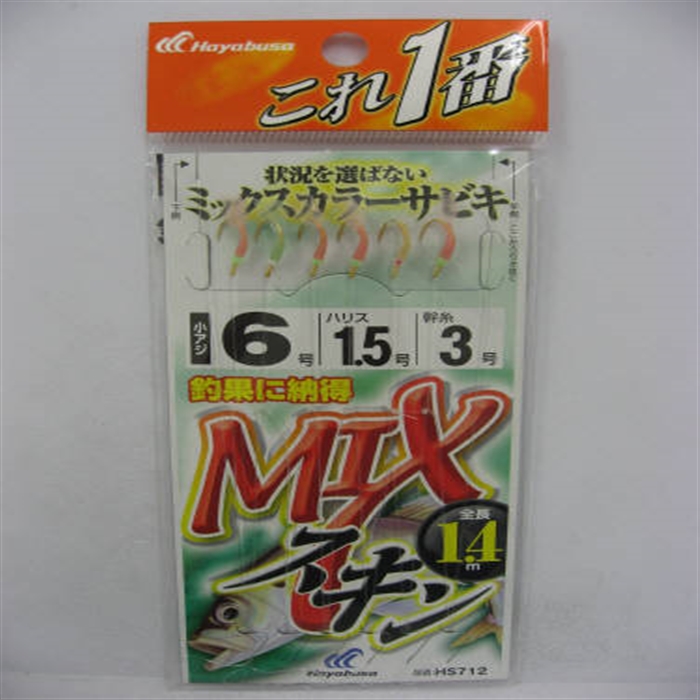 Hayabusa
これ1番
状況を選ばない
ミックスカラーサビキ
小アジ 6号 ハリス 1.5号 幹糸 3号
釣果に納得
MIX
スキン
全長
1.4m
Hayabusa
HS712